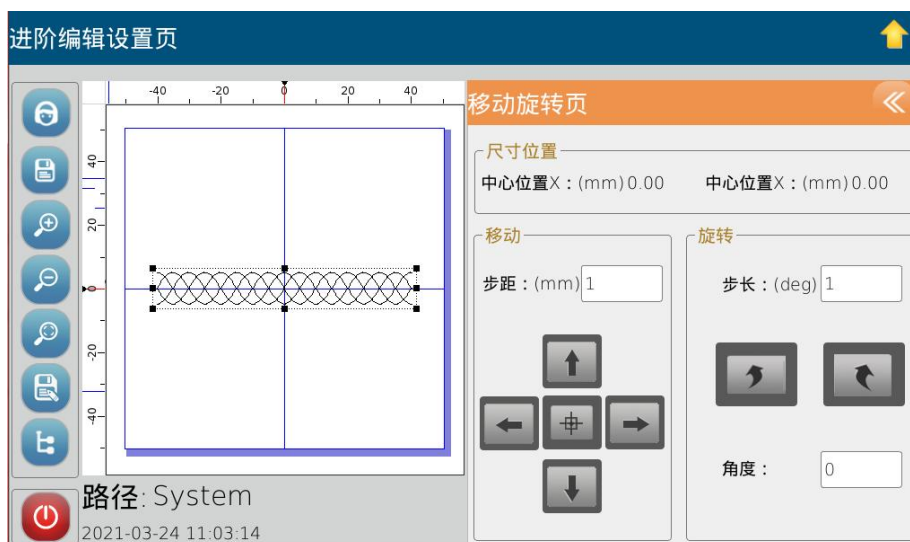 进阶编辑设置页
-40 -20 0 20 40
移动旋转页
尺寸位置
中心位置X：(mm)0.00 中心位置X：(mm)0.00
移动
步距：(mm) 1
旋转
步长：(deg) 1
角度： 0
40
20
0
-20
-40
路径: System
2021-03-24 11:03:14